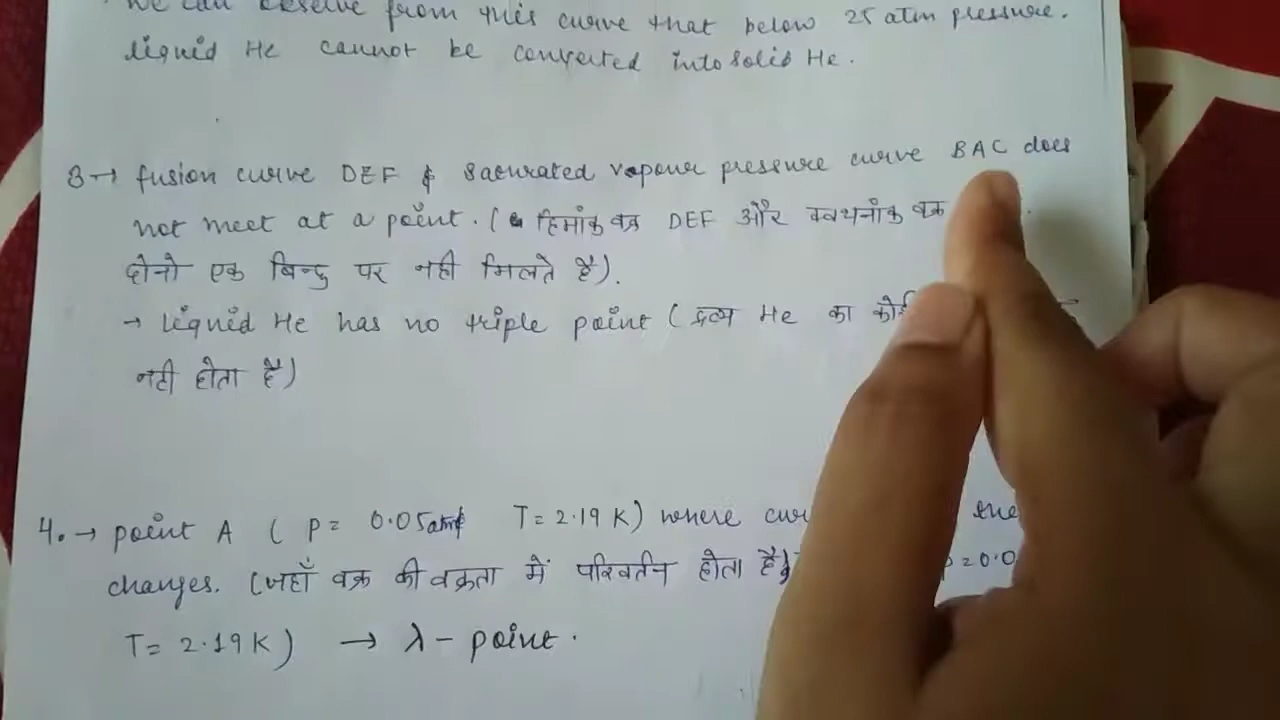 we can observe from this curve that below 25 atm pressure.
liquid He cannot be converted into solid He.
3→ fusion curve DEF & Saturated vapour pressure curve BAC does
not meet at a point. ( हिमांक वक्र DEF और क्वथनांक वक्र
दोनो एक बिन्दु पर नही मिलते है).
→ liquid He has no triple point ( द्रव्य He का
नही होता है)
4. → point A ( P = 0.05atm T = 2.19 K) where
changes. (जहाँ वक्र की वक्रता में परिवर्तन होता है)
T = 2.19 K) → λ - point.